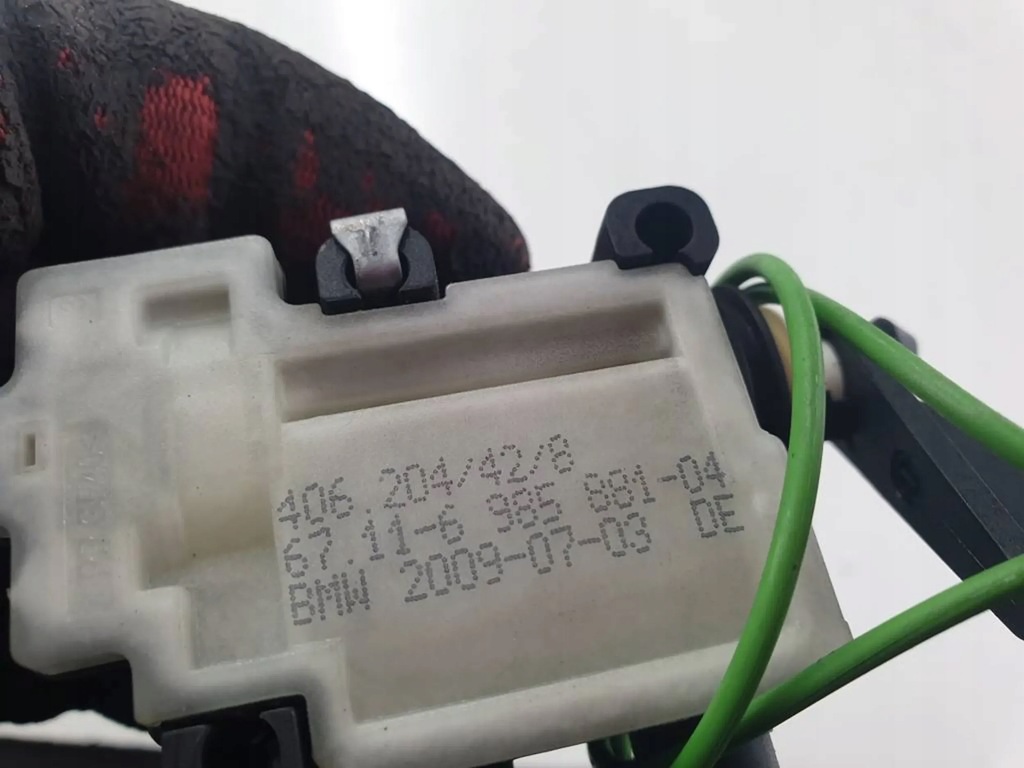 406.204/42/6
BMW 67.11-6 985 881-04
2009-07-03 DE